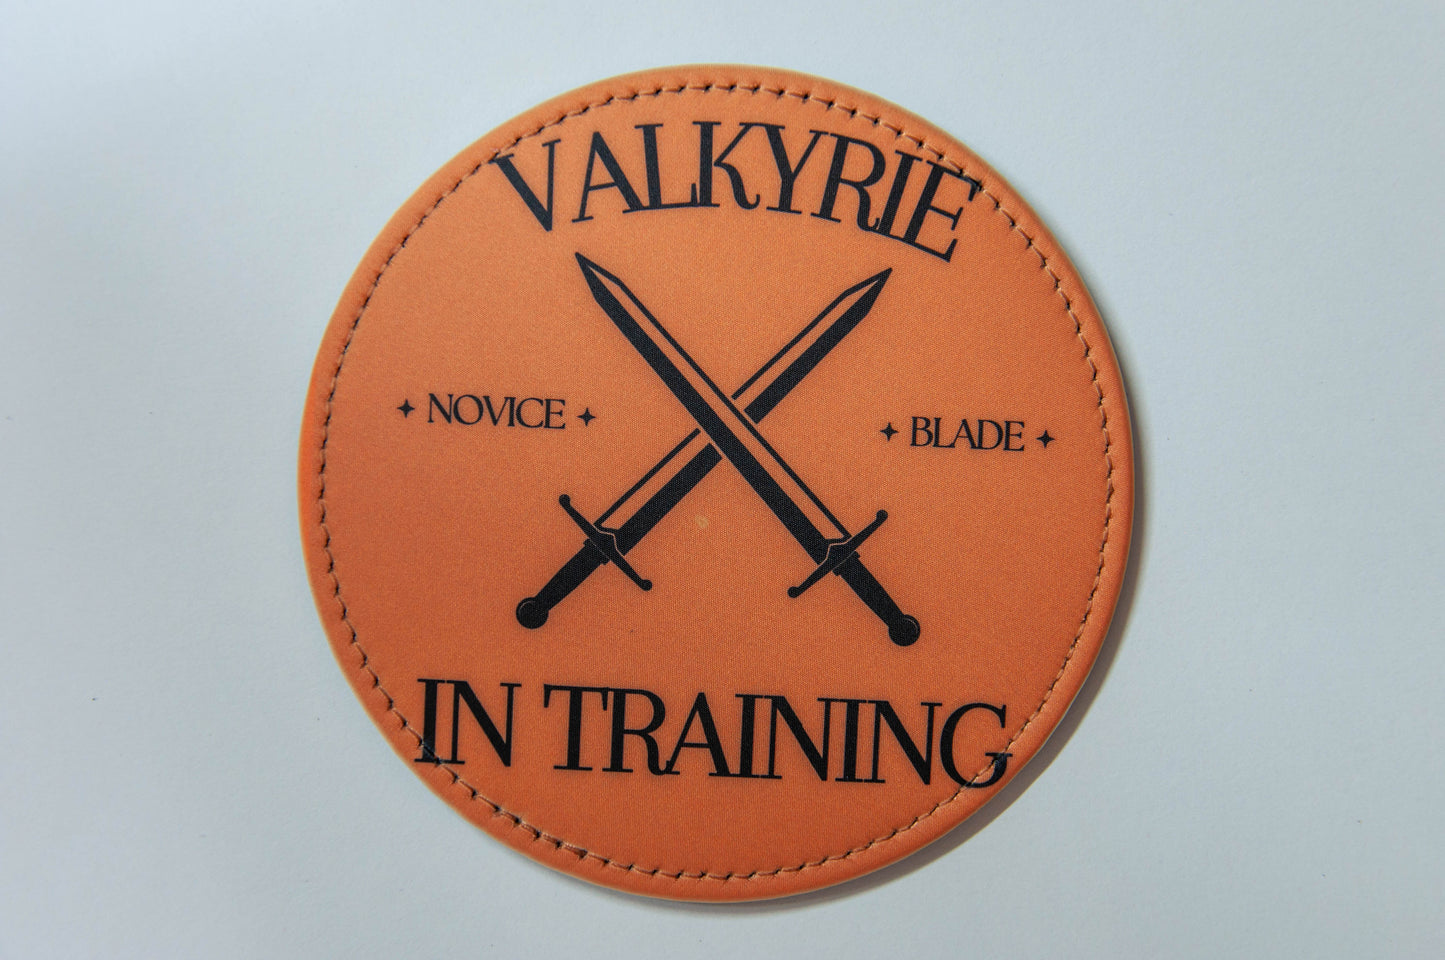 VALKYRIE
✦ NOVICE ✦
✦ BLADE ✦
IN TRAINING